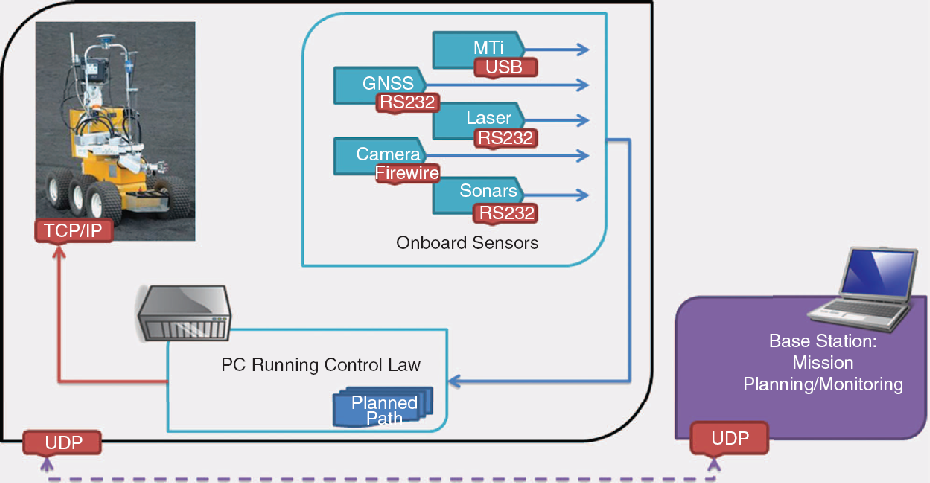 MTi
USB
GNSS
RS232
Laser
RS232
Camera
Firewire
Sonars
RS232
Onboard Sensors
TCP/IP
PC Running Control Law
Planned
Path
UDP
Base Station:
Mission
Planning/Monitoring
UDP